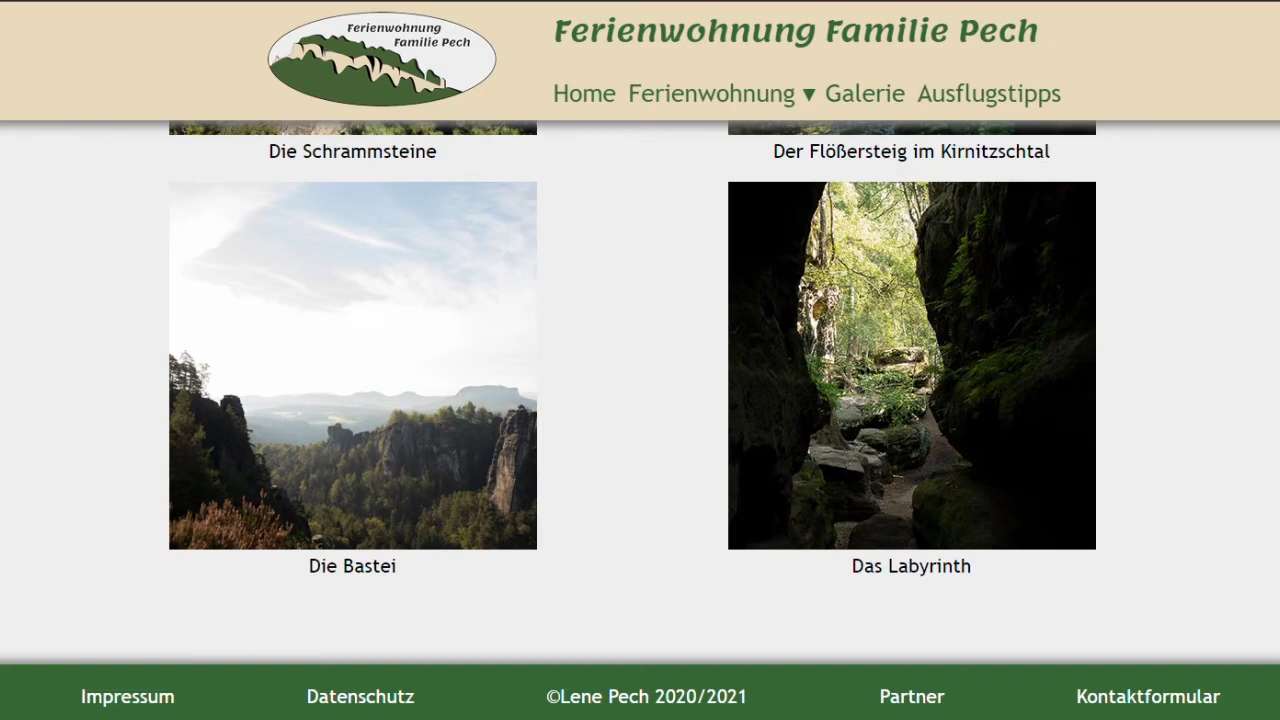 Ferienwohnung
Familie Pech
Ferienwohnung Familie Pech
Home Ferienwohnung ▾ Galerie Ausflugstipps
Die Schrammsteine
Der Flößersteig im Kirnitzschtal
Die Bastei
Das Labyrinth
Impressum Datenschutz ©Lene Pech 2020/2021 Partner Kontaktformular